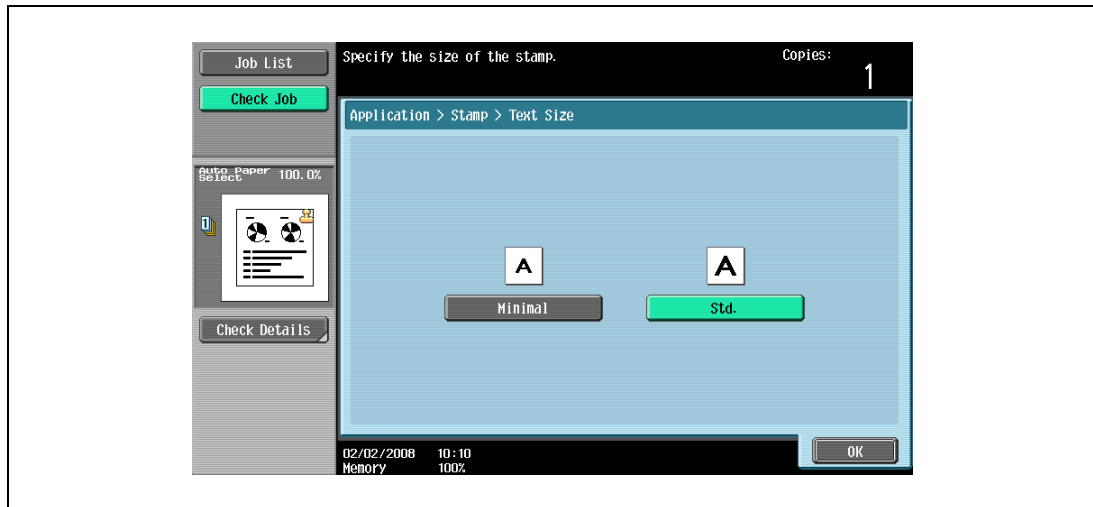 Job List
Check Job
Specify the size of the stamp.
Copies:
1
Application > Stamp > Text Size
Auto Paper
Select
100.0%
1
A
A
Minimal
Std.
Check Details
02/02/2008 10:10
Memory 100%
OK